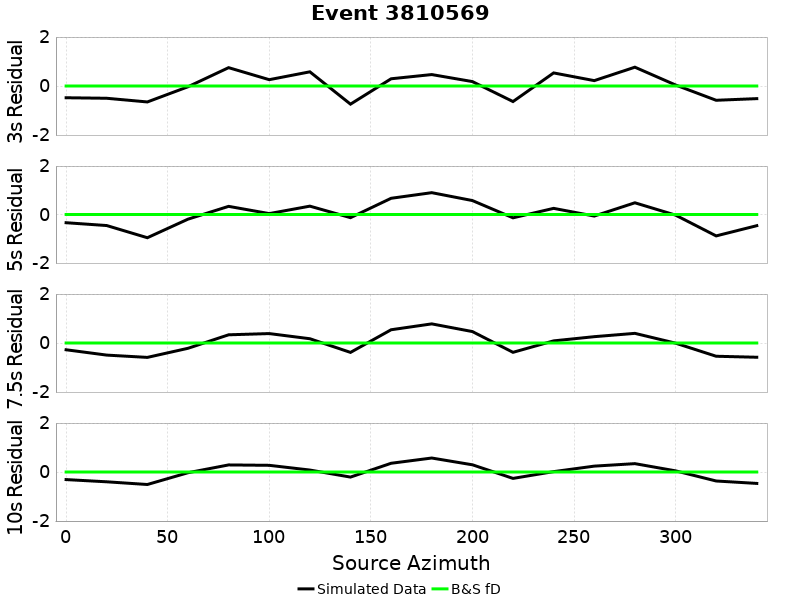 Event 3810569
3s Residual
2
0
-2
5s Residual
2
0
-2
7.5s Residual
2
0
-2
10s Residual
2
0
-2
0 50 100 150 200 250 300
Source Azimuth
Simulated Data B&S fD